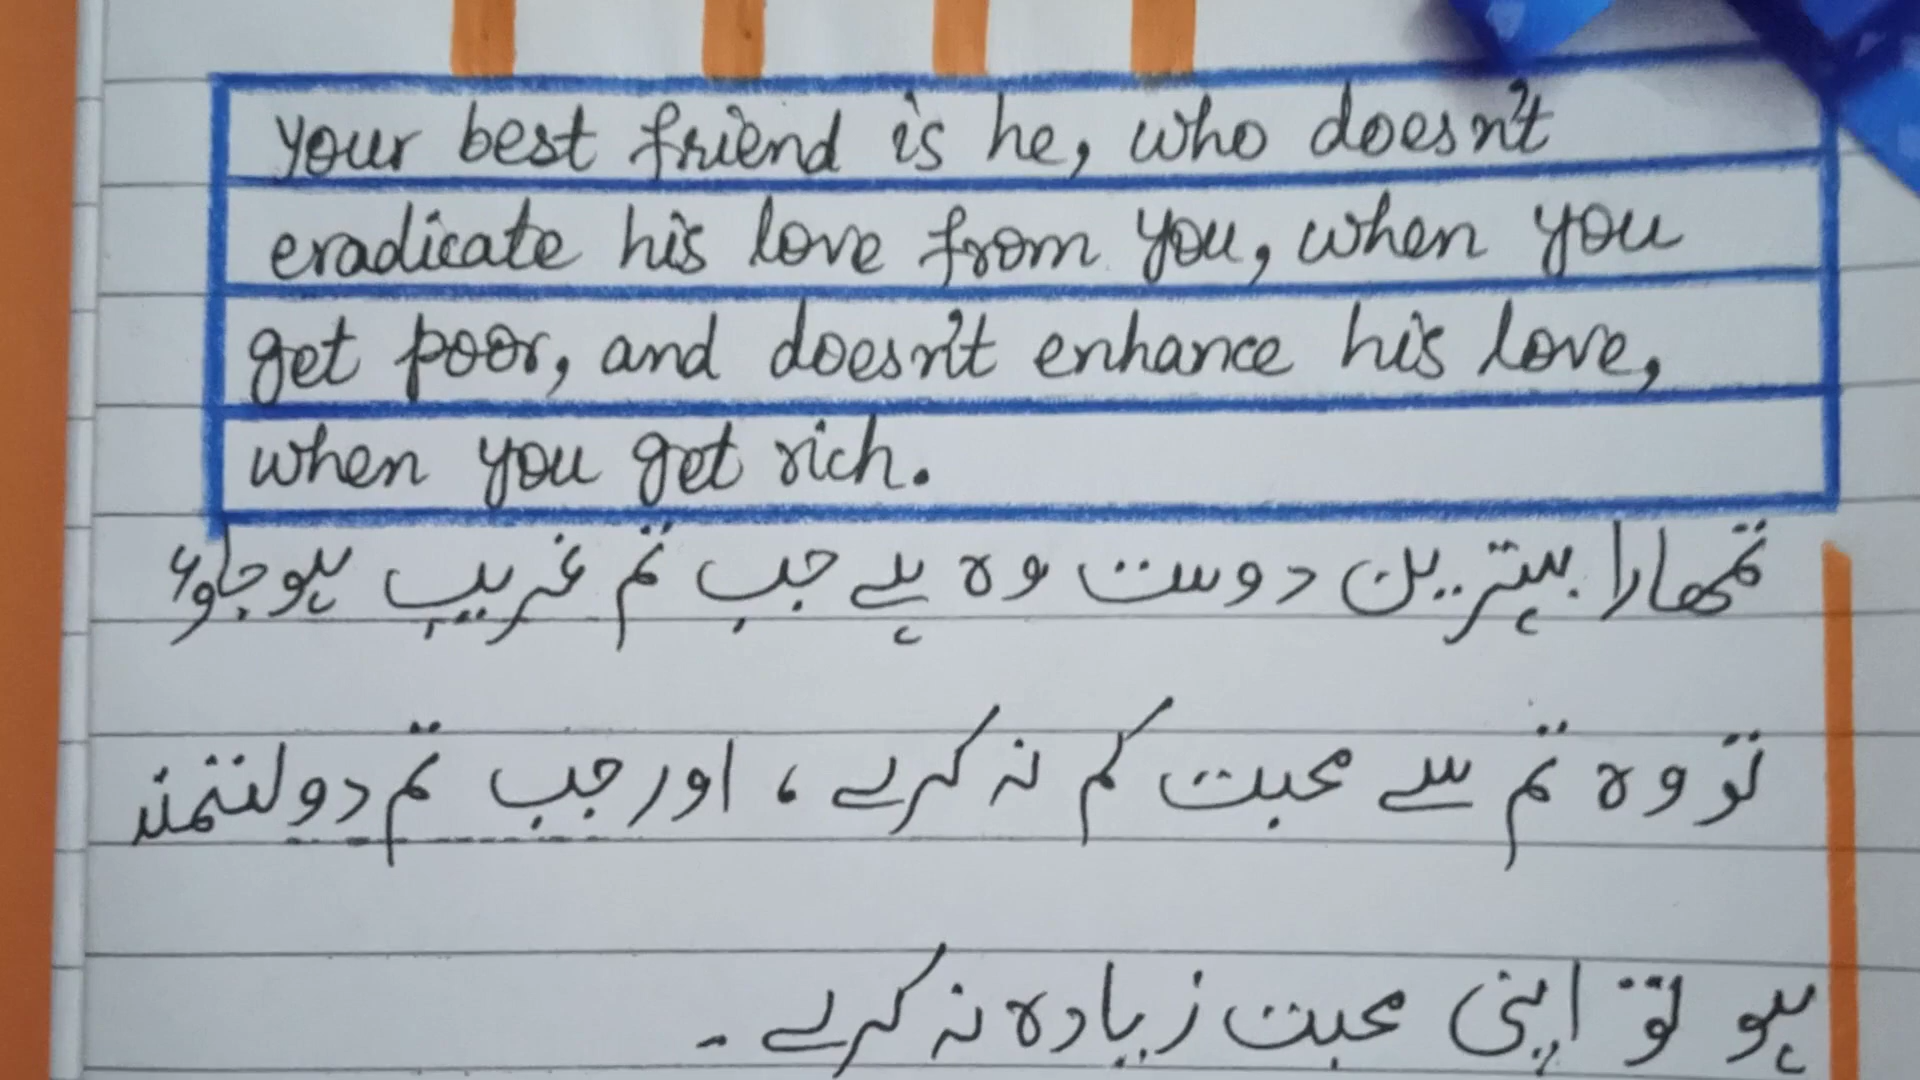 your best friend is he, who doesn't
eradicate his love from you, when you
get poor, and doesn't enhance his love,
when you get rich.
تمھارا بہترین دوست وہ ہے جب تم غریب ہوجاوء
تو وہ تم سے محبت کم نہ کرے ، اور جب تم دولتمند
ہو تو اپنی محبت زیادہ نہ کرے ۔